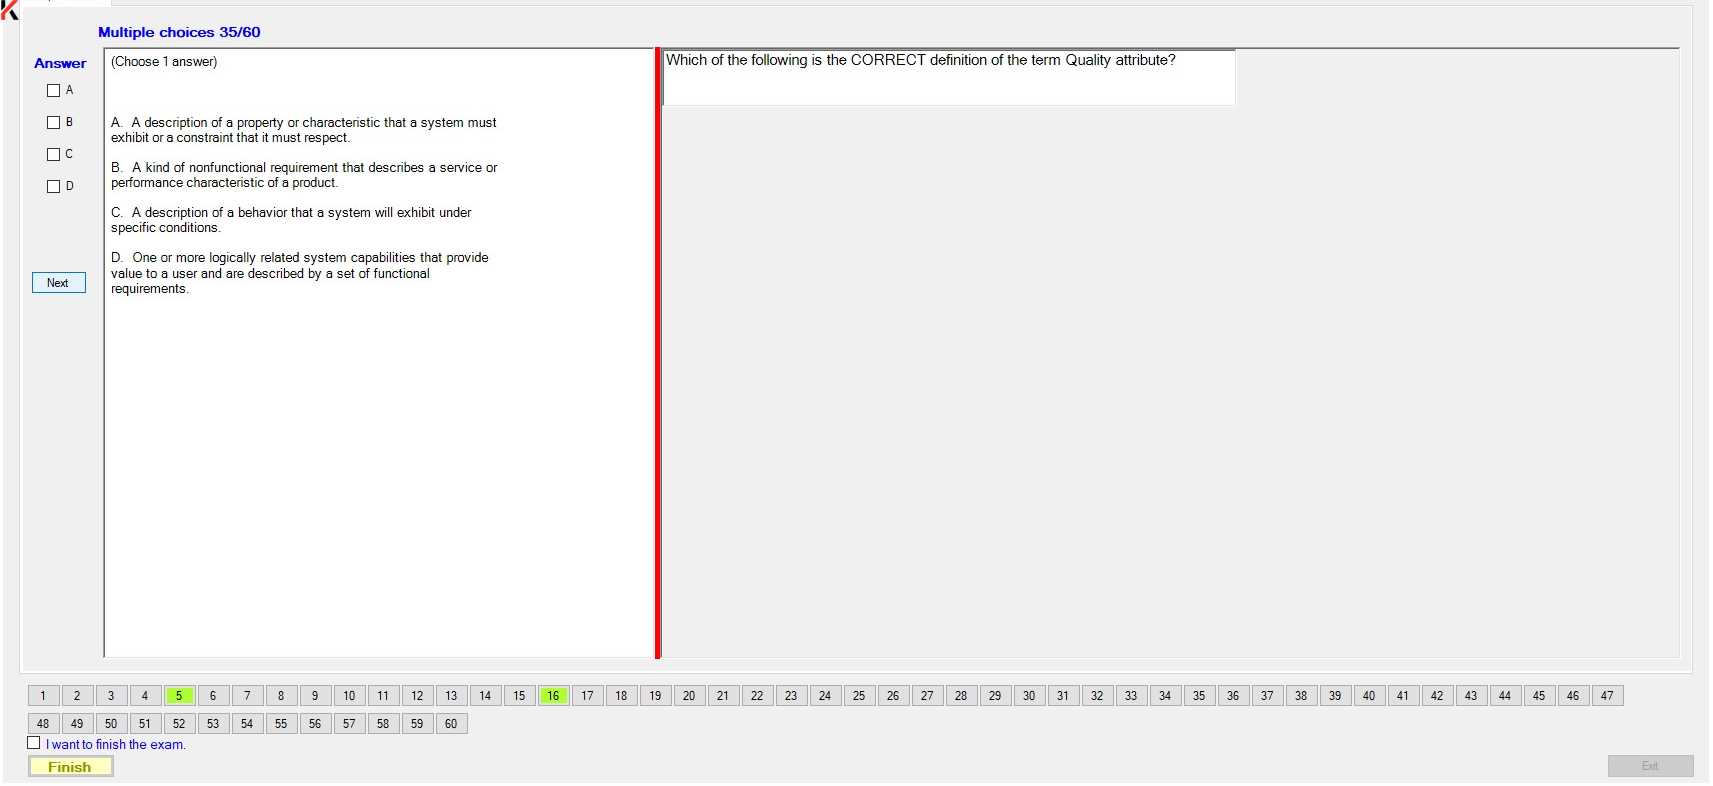 Multiple choices 35/60
Answer
A
B
C
D
Next
(Choose 1 answer)
A. A description of a property or characteristic that a system must
exhibit or a constraint that it must respect.
B. A kind of nonfunctional requirement that describes a service or
performance characteristic of a product.
C. A description of a behavior that a system will exhibit under
specific conditions.
D. One or more logically related system capabilities that provide
value to a user and are described by a set of functional
requirements.
Which of the following is the CORRECT definition of the term Quality attribute?
1 2 3 4 5 6 7 8 9 10 11 12 13 14 15 16 17 18 19 20 21 22 23 24 25 26 27 28 29 30 31 32 33 34 35 36 37 38 39 40 41 42 43 44 45 46 47
48 49 50 51 52 53 54 55 56 57 58 59 60
I want to finish the exam.
Finish
Exit